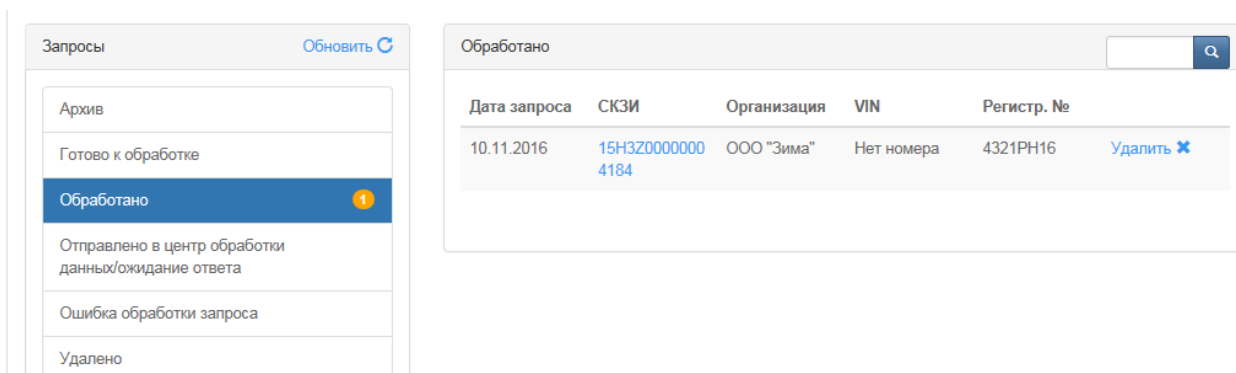 Запросы
Обновить
Архив
Готово к обработке
Обработано 1
Отправлено в центр обработки
данных/ожидание ответа
Ошибка обработки запроса
Удалено
Обработано
Дата запроса СКЗИ Организация VIN Регистр. №
10.11.2016 15H3Z0000000 ООО "Зима" Нет номера 4321РН16 Удалить
4184